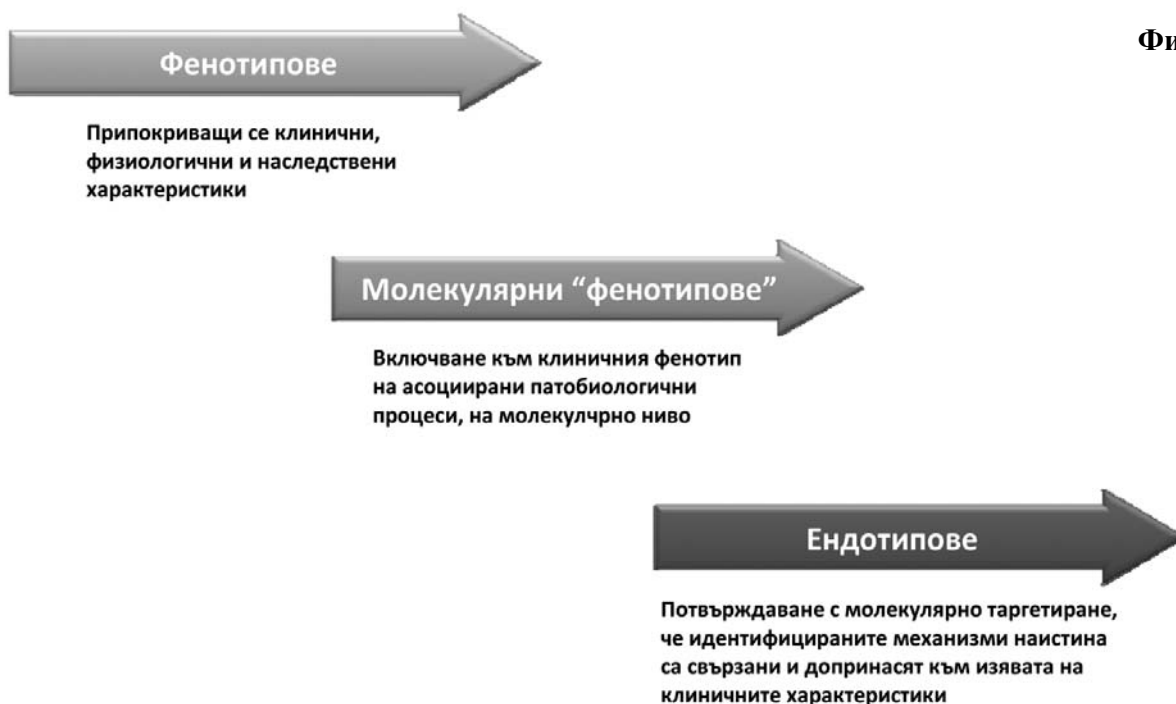 Фи
Фенотипове
Припокриващи се клинични,
физиологични и наследствени
характеристики
Молекулярни “фенотипове”
Включване към клиничния фенотип
на асоциирани патобиологични
процеси, на молекулчрно ниво
Ендотипове
Потвърждаване с молекулярно таргетиране,
че идентифицираните механизми наистина
са свързани и допринасят към изявата на
клиничните характеристики